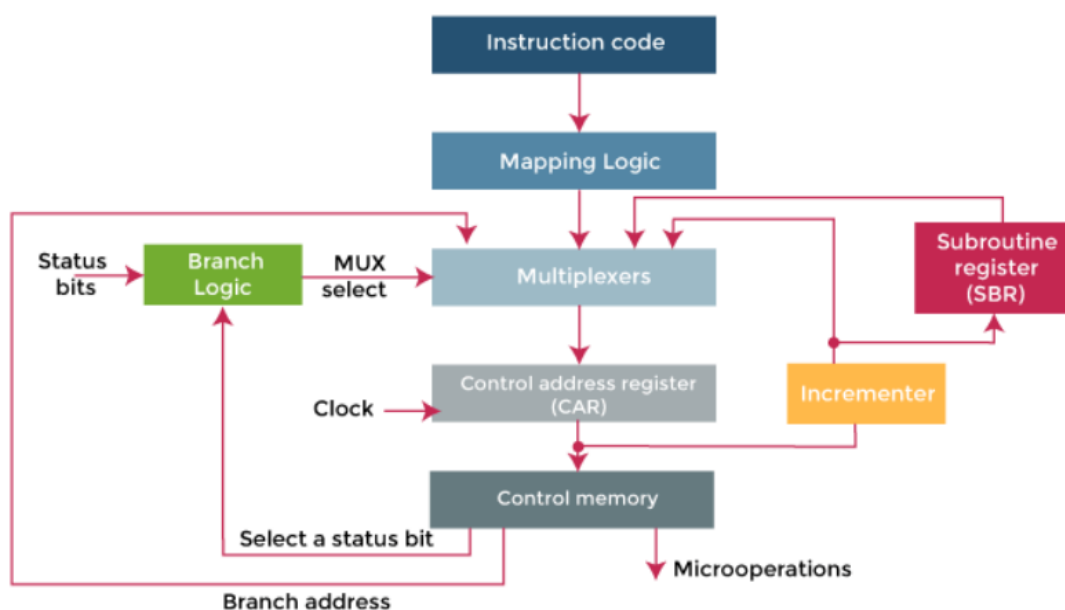 Instruction code
Mapping Logic
Status
bits
Branch
Logic
MUX
select
Multiplexers
Subroutine
register
(SBR)
Clock
Control address register
(CAR)
Incrementer
Control memory
Select a status bit
Microoperations
Branch address